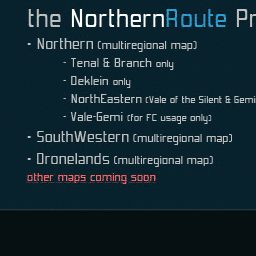 the NorthernRoute Pr
- Northern (multiregional map)
- Tenal & Branch only
- Deklein only
- NorthEastern (Vale of the Silent & Gemi
- Vale-Gemi (for FC usage only)
- SouthWestern (multiregional map)
- Dronelands (multiregional map)
other maps coming soon